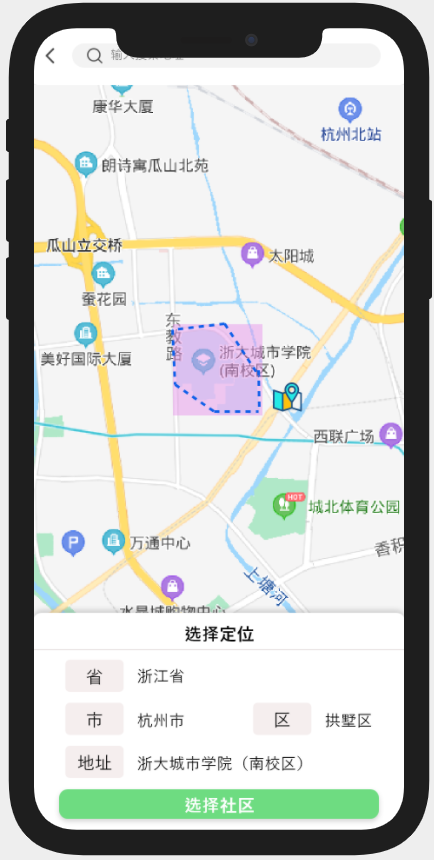 康华大厦
杭州北站
朗诗寓瓜山北苑
瓜山立交桥
太阳城
蚕花园
东教路
浙大城市学院
(南校区)
美好国际大厦
西联广场
HOT
城北体育公园
P
万通中心
香积
上塘河
选择定位
省 浙江省
市 杭州市 区 拱墅区
地址 浙大城市学院（南校区）
选择社区